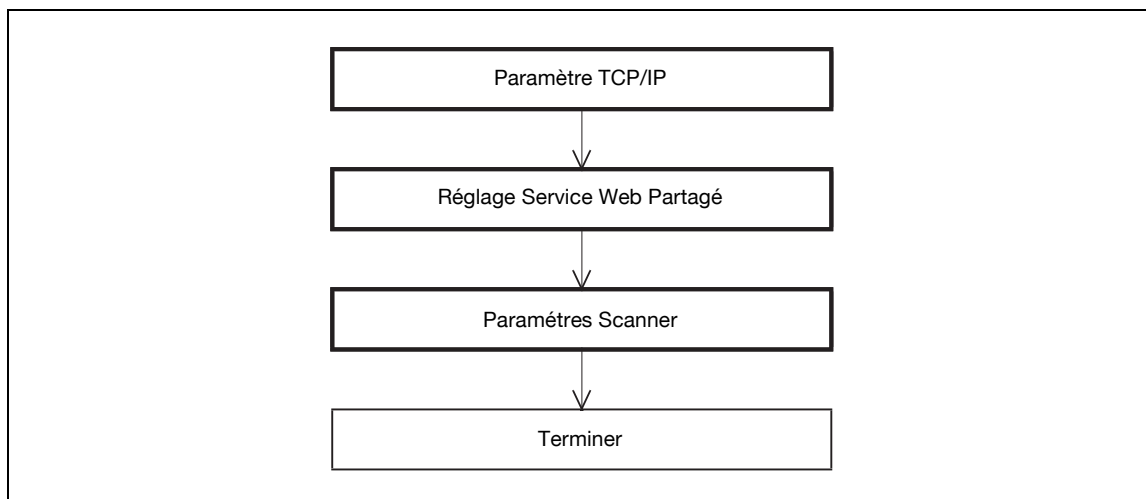 Paramètre TCP/IP
Réglage Service Web Partagé
Paramétres Scanner
Terminer